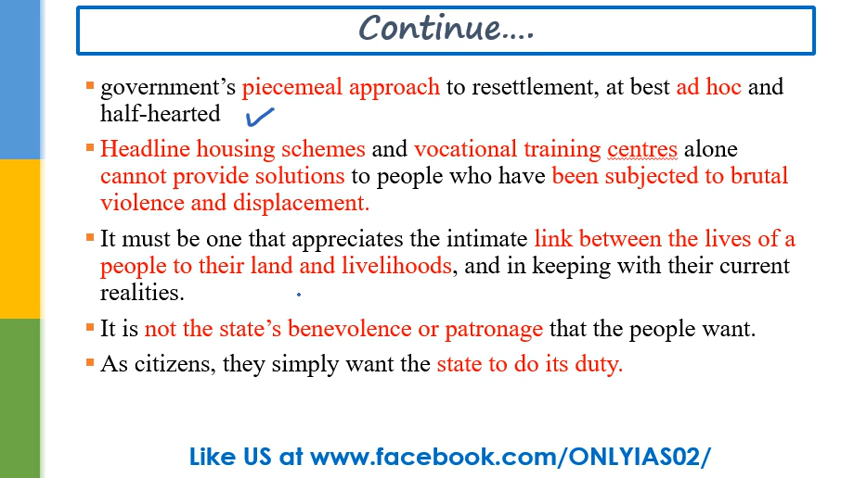 Continue....
▪ government’s piecemeal approach to resettlement, at best ad hoc and
half-hearted
▪ Headline housing schemes and vocational training centres alone
cannot provide solutions to people who have been subjected to brutal
violence and displacement.
▪ It must be one that appreciates the intimate link between the lives of a
people to their land and livelihoods, and in keeping with their current
realities.
▪ It is not the state’s benevolence or patronage that the people want.
▪ As citizens, they simply want the state to do its duty.
Like US at www.facebook.com/ONLYIAS02/